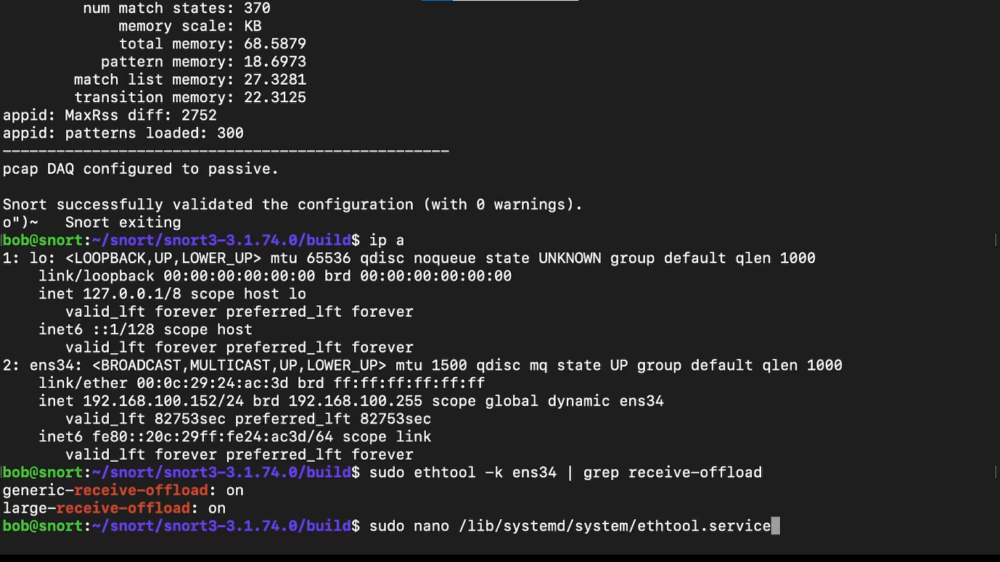 num match states: 370
memory scale: KB
total memory: 68.5879
pattern memory: 18.6973
match list memory: 27.3281
transition memory: 22.3125
appid: MaxRss diff: 2752
appid: patterns loaded: 300
--------------------------------------------------
pcap DAQ configured to passive.
Snort successfully validated the configuration (with 0 warnings).
o")~   Snort exiting
[bob@snort:~/snort/snort3-3.1.74.0/build$ ip a ]
1: lo: <LOOPBACK,UP,LOWER_UP> mtu 65536 qdisc noqueue state UNKNOWN group default qlen 1000
link/loopback 00:00:00:00:00:00 brd 00:00:00:00:00:00
inet 127.0.0.1/8 scope host lo
valid_lft forever preferred_lft forever
inet6 ::1/128 scope host
valid_lft forever preferred_lft forever
2: ens34: <BROADCAST,MULTICAST,UP,LOWER_UP> mtu 1500 qdisc mq state UP group default qlen 1000
link/ether 00:0c:29:24:ac:3d brd ff:ff:ff:ff:ff:ff
inet 192.168.100.152/24 brd 192.168.100.255 scope global dynamic ens34
valid_lft 82753sec preferred_lft 82753sec
inet6 fe80::20c:29ff:fe24:ac3d/64 scope link
valid_lft forever preferred_lft forever
[bob@snort:~/snort/snort3-3.1.74.0/build$ sudo ethtool -k ens34 | grep receive-offload ]
generic-receive-offload: on
large-receive-offload: on
bob@snort:~/snort/snort3-3.1.74.0/build$ sudo nano /lib/systemd/system/ethtool.service